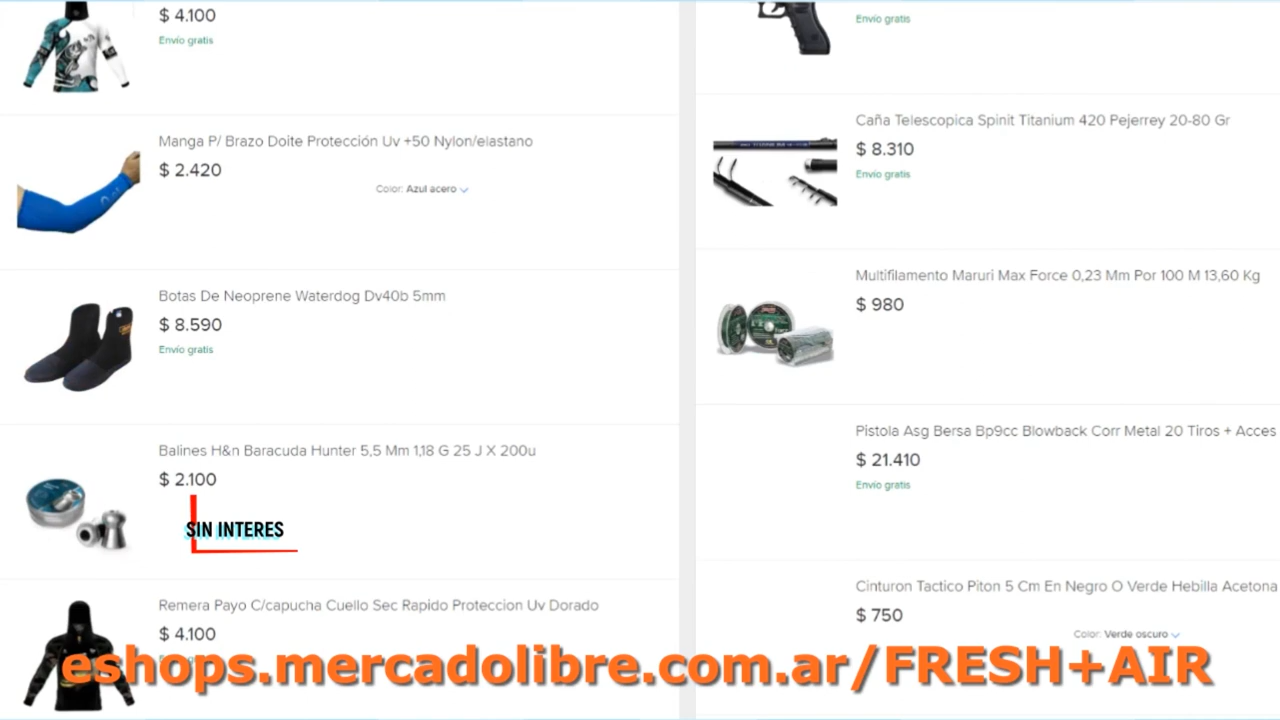 $ 4.100
Envío gratis
Manga P/ Brazo Doite Protección Uv +50 Nylon/elastano
$ 2.420
Color: Azul acero
Botas De Neoprene Waterdog Dv40b 5mm
$ 8.590
Envío gratis
Balines H&n Baracuda Hunter 5,5 Mm 1,18 G 25 J X 200u
$ 2.100
SIN INTERES
Remera Payo C/capucha Cuello Sec Rapido Proteccion Uv Dorado
$ 4.100
Envío gratis
Caña Telescopica Spinit Titanium 420 Pejerrey 20-80 Gr
$ 8.310
Envío gratis
Multifilamento Maruri Max Force 0,23 Mm Por 100 M 13,60 Kg
$ 980
Pistola Asg Bersa Bp9cc Blowback Corr Metal 20 Tiros + Acces
$ 21.410
Envío gratis
Cinturon Tactico Piton 5 Cm En Negro O Verde Hebilla Acetona
$ 750
Color: Verde oscuro
eshops.mercadolibre.com.ar/FRESH+AIR